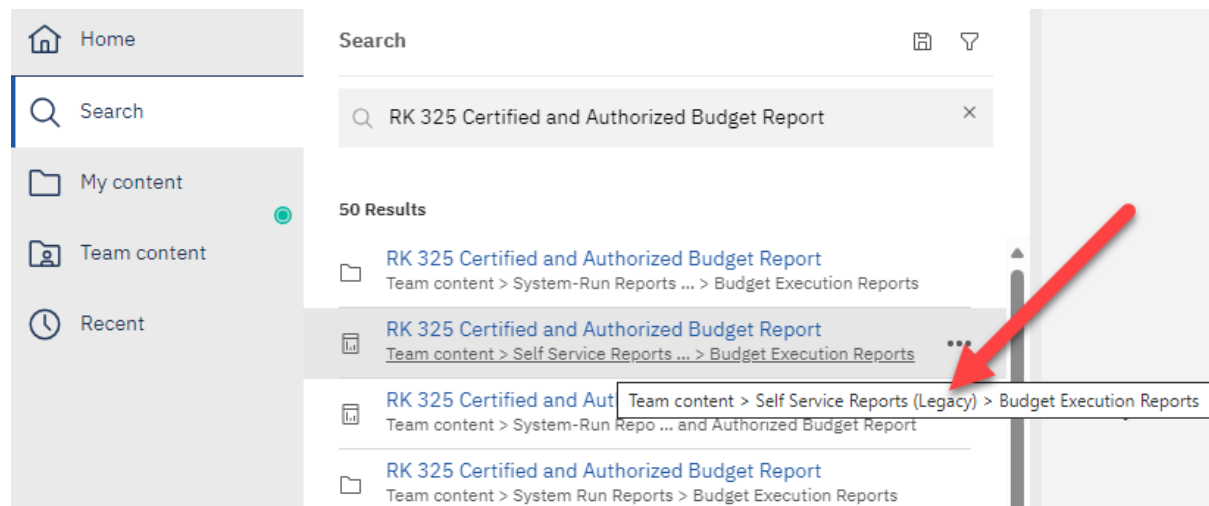 Home
Search
My content
Team content
Recent
Search
RK 325 Certified and Authorized Budget Report
50 Results
RK 325 Certified and Authorized Budget Report
Team content > System-Run Reports ... > Budget Execution Reports
RK 325 Certified and Authorized Budget Report
Team content > Self Service Reports ... > Budget Execution Reports
Team content > Self Service Reports (Legacy) > Budget Execution Reports
RK 325 Certified and Aut
Team content > System-Run Repo ... and Authorized Budget Report
RK 325 Certified and Authorized Budget Report
Team content > System Run Reports > Budget Execution Reports